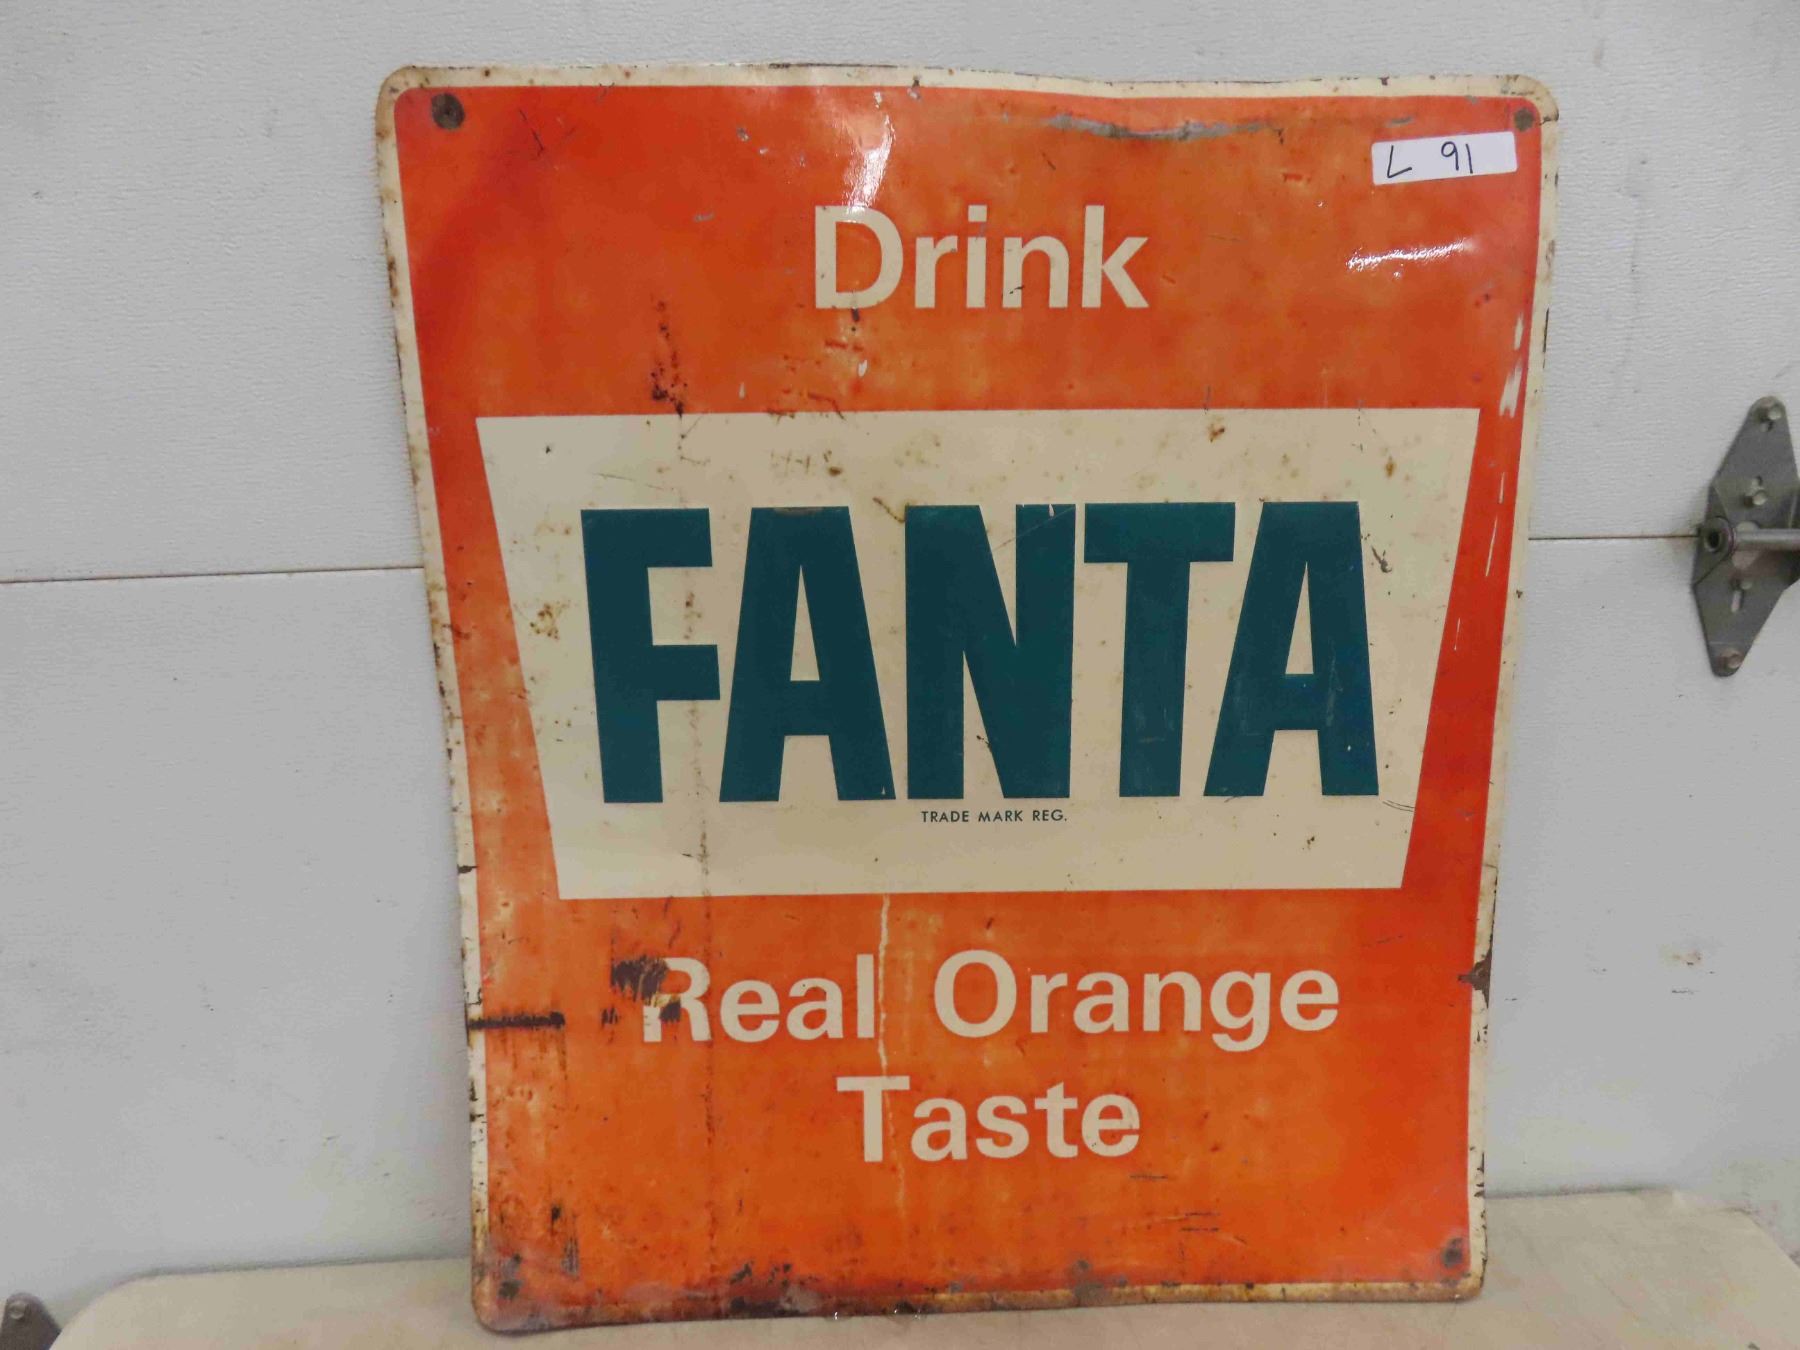 L 91
Drink
FANTA
TRADE MARK REG.
Real Orange
Taste